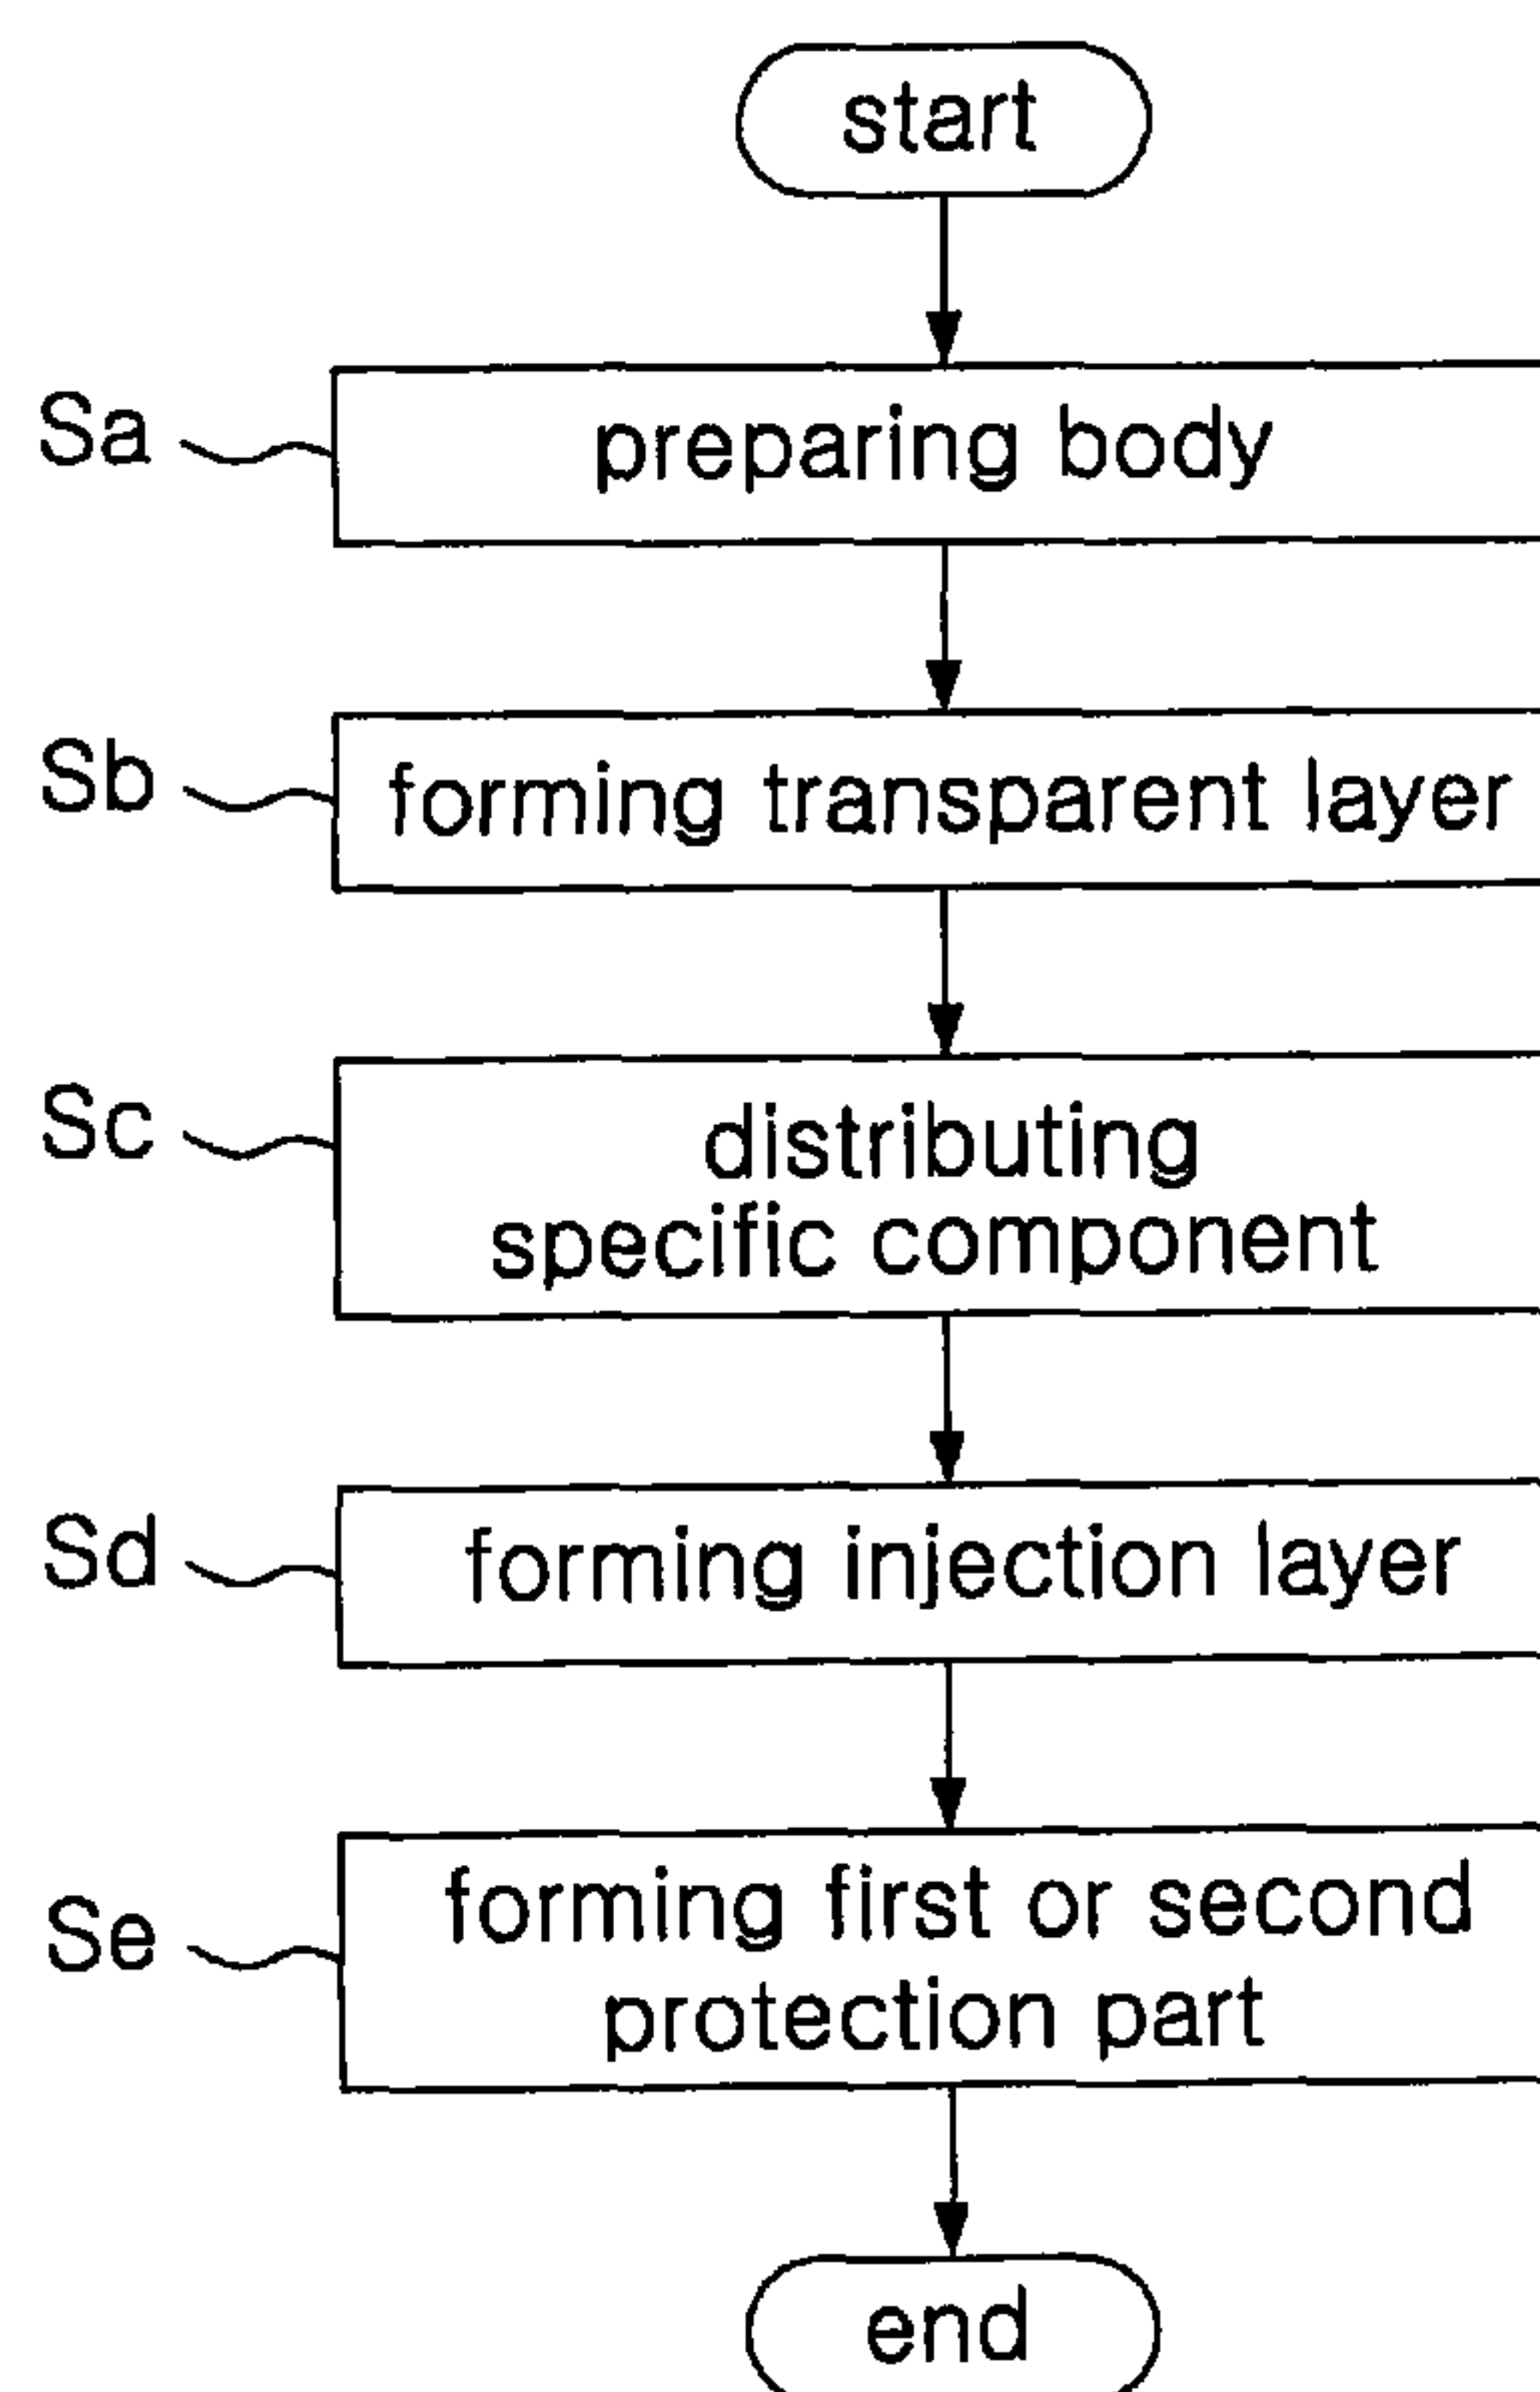 start
Sa
preparing body
Sb
forming transparent layer
Sc
distributing
specific component
Sd
forming injection layer
Se
forming first or second
protection part
end